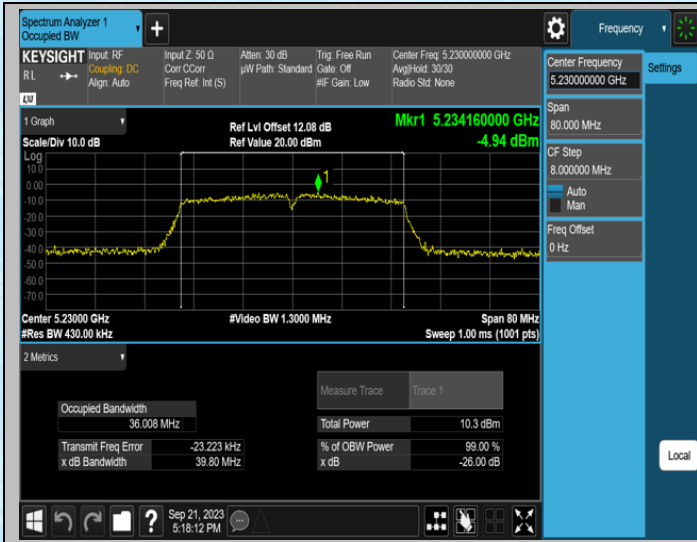 Spectrum Analyzer 1
Occupied BW
Frequency
KEYSIGHT
RL
LXI
Input: RF
Coupling: DC
Align: Auto
Input Z: 50 Ω
Corr CCorr
Freq Ref: Int (S)
Atten: 30 dB
µW Path: Standard
Trig: Free Run
Gate: Off
#IF Gain: Low
Center Freq: 5.230000000 GHz
Avg|Hold: 30/30
Radio Std: None
Center Frequency
5.230000000 GHz
Settings
Span
80.000 MHz
CF Step
8.000000 MHz
Auto
Man
Freq Offset
0 Hz
1 Graph
Scale/Div 10.0 dB
Ref Lvl Offset 12.08 dB
Ref Value 20.00 dBm
Mkr1 5.234160000 GHz
-4.94 dBm
Log
10.0
0.00
-10.0
-20.0
-30.0
-40.0
-50.0
-60.0
-70.0
1
Center 5.23000 GHz
#Res BW 430.00 kHz
#Video BW 1.3000 MHz
Span 80 MHz
Sweep 1.00 ms (1001 pts)
2 Metrics
Measure Trace Trace 1
Occupied Bandwidth
36.008 MHz
Total Power 10.3 dBm
Transmit Freq Error -23.223 kHz
% of OBW Power 99.00 %
x dB Bandwidth 39.80 MHz
x dB -26.00 dB
Local
?
Sep 21, 2023
5:18:12 PM